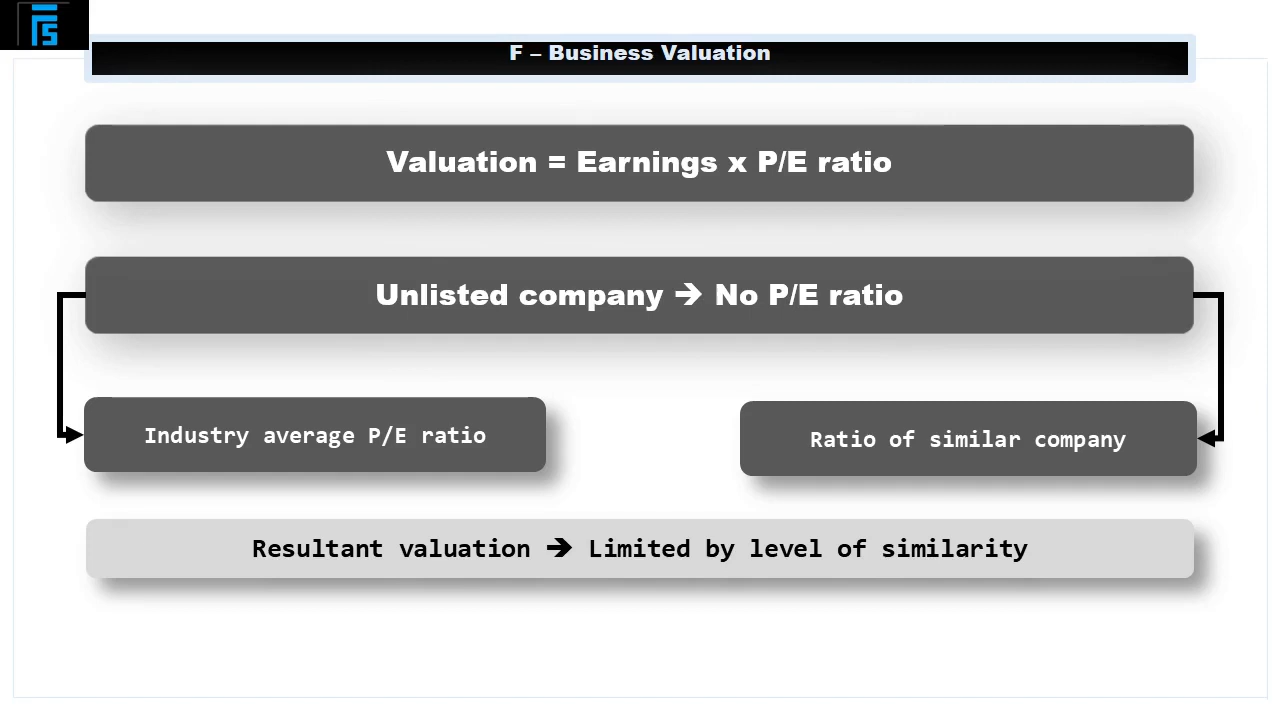 F – Business Valuation
Valuation = Earnings x P/E ratio
Unlisted company ➔ No P/E ratio
Industry average P/E ratio
Ratio of similar company
Resultant valuation ➔ Limited by level of similarity